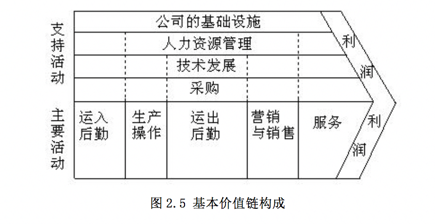 支持活动
公司的基础设施
人力资源管理
技术发展
采购
利润
主要活动
运入
后勤
生产
操作
运出
后勤
营销
与销售
服务
利润
图 2.5 基本价值链构成